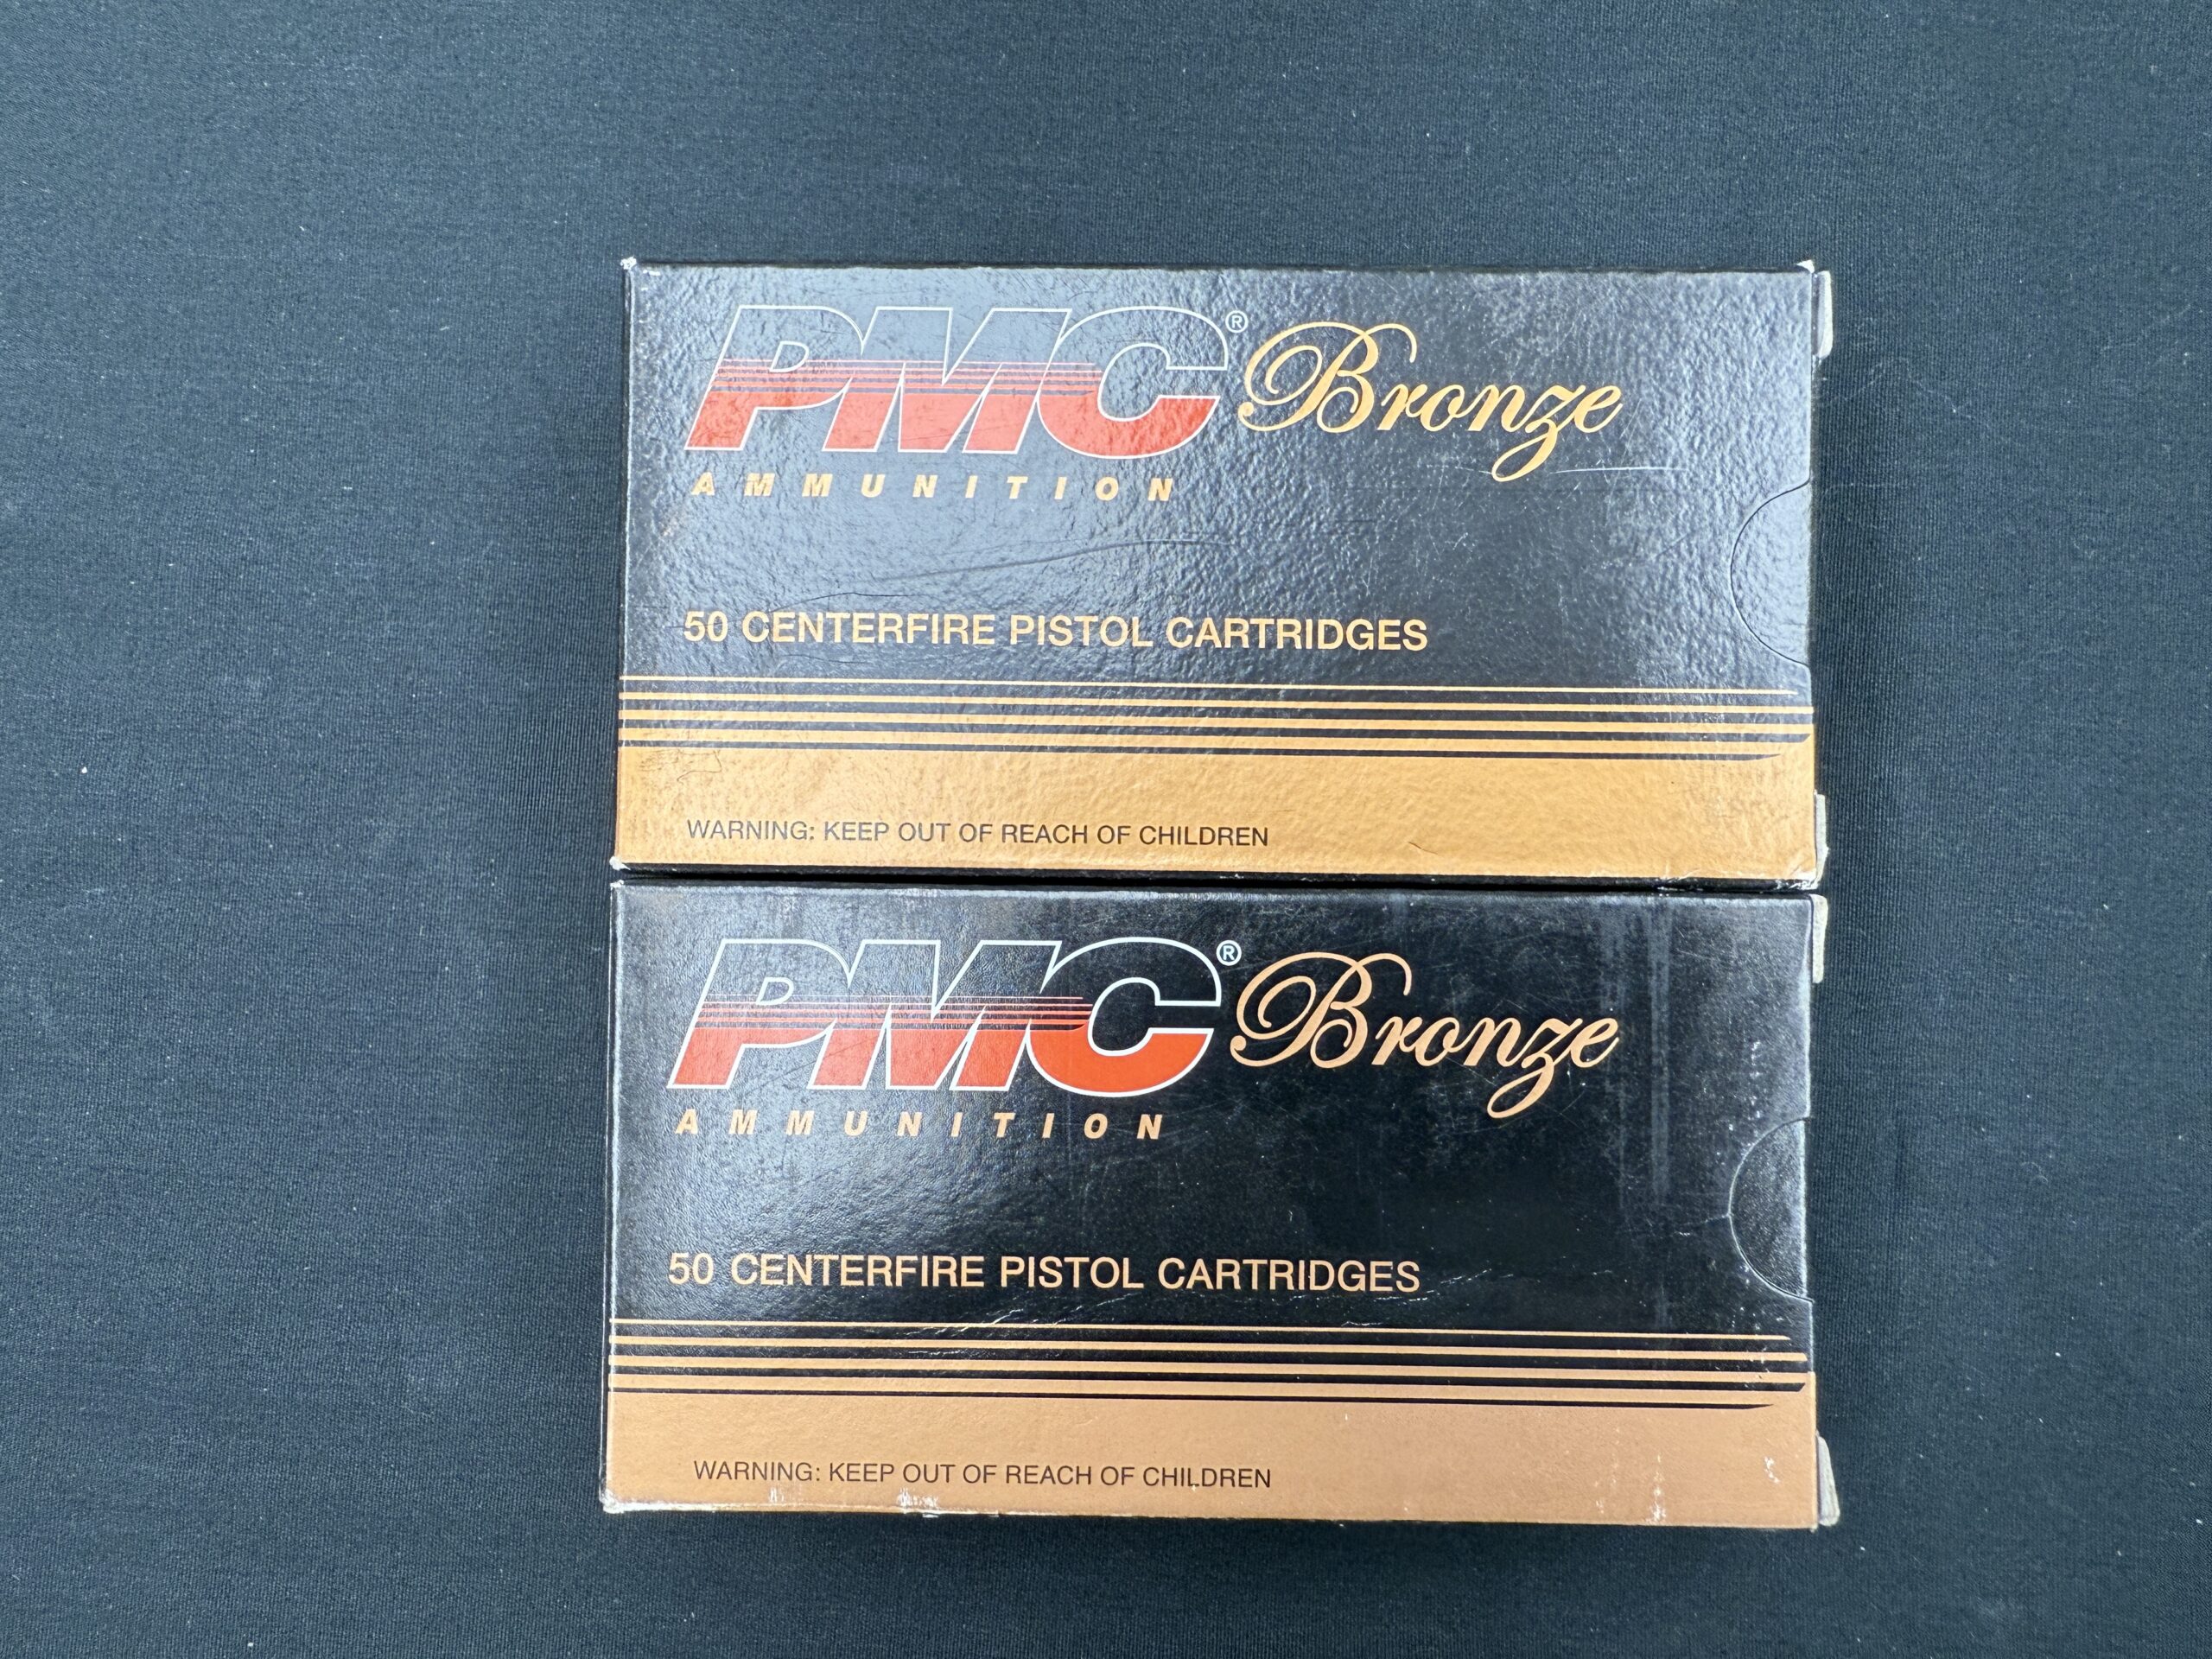 PMC® Bronze
AMMUNITION
50 CENTERFIRE PISTOL CARTRIDGES
WARNING: KEEP OUT OF REACH OF CHILDREN
PMC® Bronze
AMMUNITION
50 CENTERFIRE PISTOL CARTRIDGES
WARNING: KEEP OUT OF REACH OF CHILDREN